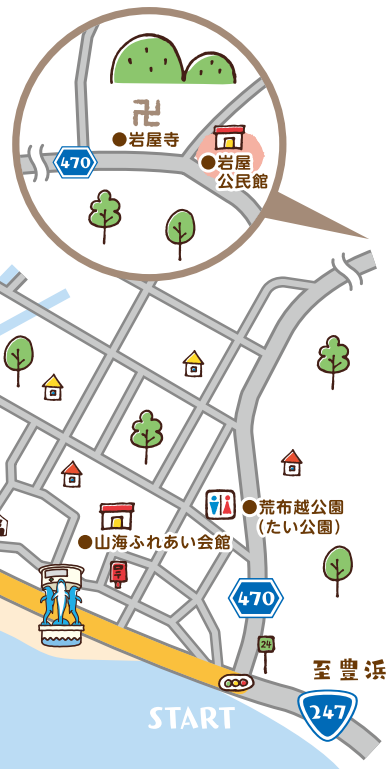 卍
岩屋寺
岩屋
公民館
470
荒布越公園
(たい公園)
山海ふれあい会館
〒
470
24
至豊浜
247
START